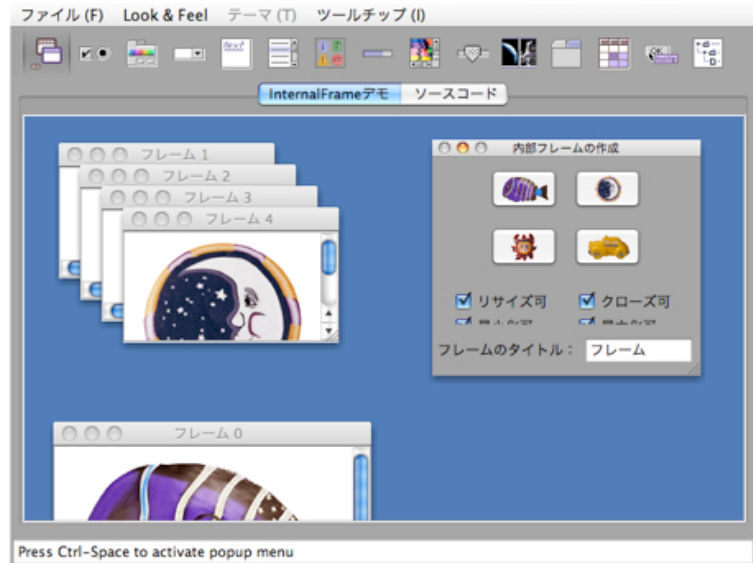 ファイル (F) Look & Feel テーマ (T) ツールチップ (I)
text
InternalFrameデモ ソースコード
フレーム 1
フレーム 2
フレーム 3
フレーム 4
内部フレームの作成
リサイズ可 クローズ可
フレームのタイトル： フレーム
フレーム 0
Press Ctrl-Space to activate popup menu